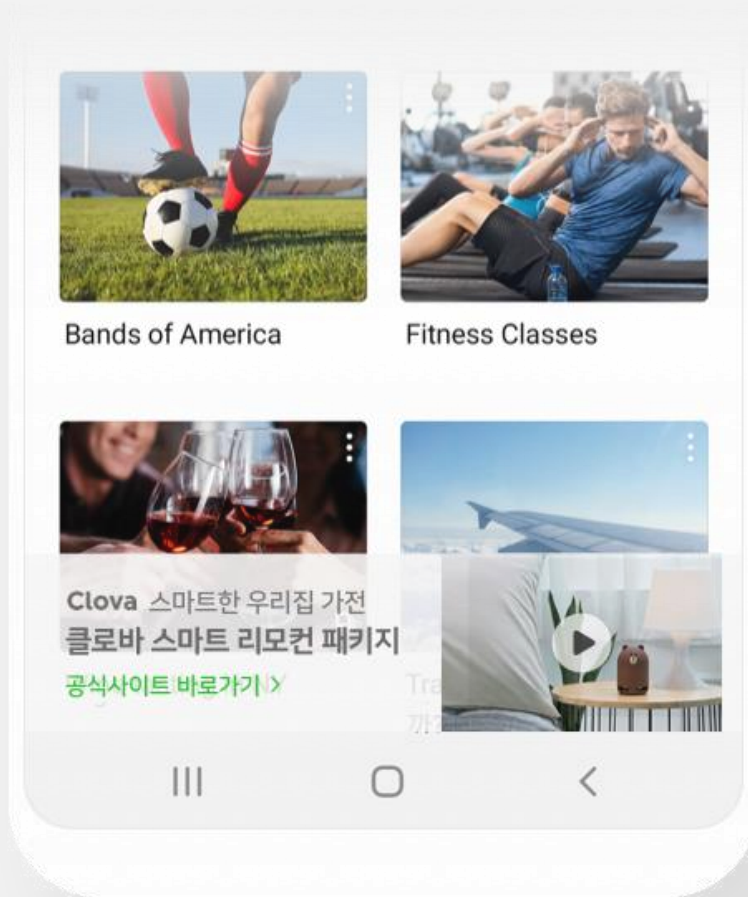 Bands of America
Fitness Classes
Clova 스마트한 우리집 가전
클로바 스마트 리모컨 패키지
공식사이트 바로가기 >